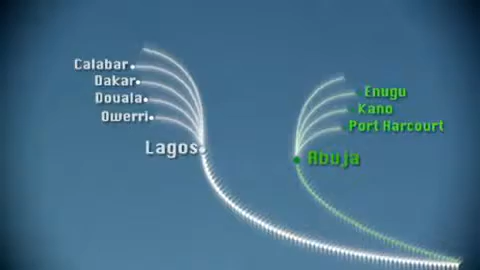 Calabar
Dakar
Douala
Owerri
Lagos
Enugu
Kano
Port Harcourt
Abuja